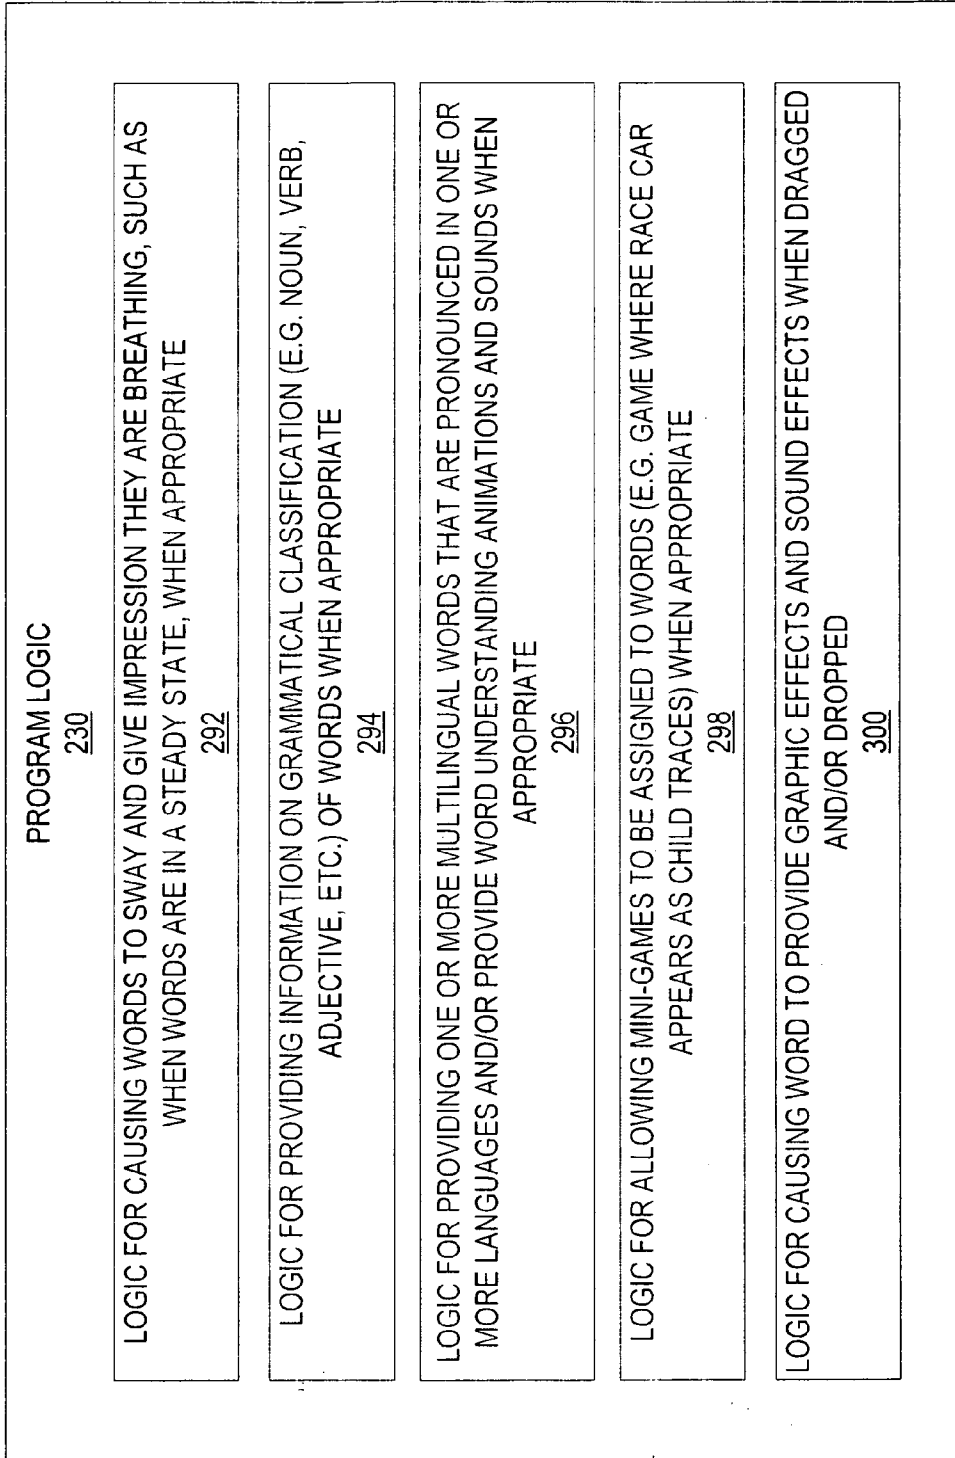 PROGRAM LOGIC
230
LOGIC FOR CAUSING WORDS TO SWAY AND GIVE IMPRESSION THEY ARE BREATHING, SUCH AS
WHEN WORDS ARE IN A STEADY STATE, WHEN APPROPRIATE
292
LOGIC FOR PROVIDING INFORMATION ON GRAMMATICAL CLASSIFICATION (E.G. NOUN, VERB,
ADJECTIVE, ETC.) OF WORDS WHEN APPROPRIATE
294
LOGIC FOR PROVIDING ONE OR MORE MULTILINGUAL WORDS THAT ARE PRONOUNCED IN ONE OR
MORE LANGUAGES AND/OR PROVIDE WORD UNDERSTANDING ANIMATIONS AND SOUNDS WHEN
APPROPRIATE
296
LOGIC FOR ALLOWING MINI-GAMES TO BE ASSIGNED TO WORDS (E.G. GAME WHERE RACE CAR
APPEARS AS CHILD TRACES) WHEN APPROPRIATE
298
LOGIC FOR CAUSING WORD TO PROVIDE GRAPHIC EFFECTS AND SOUND EFFECTS WHEN DRAGGED
AND/OR DROPPED
300